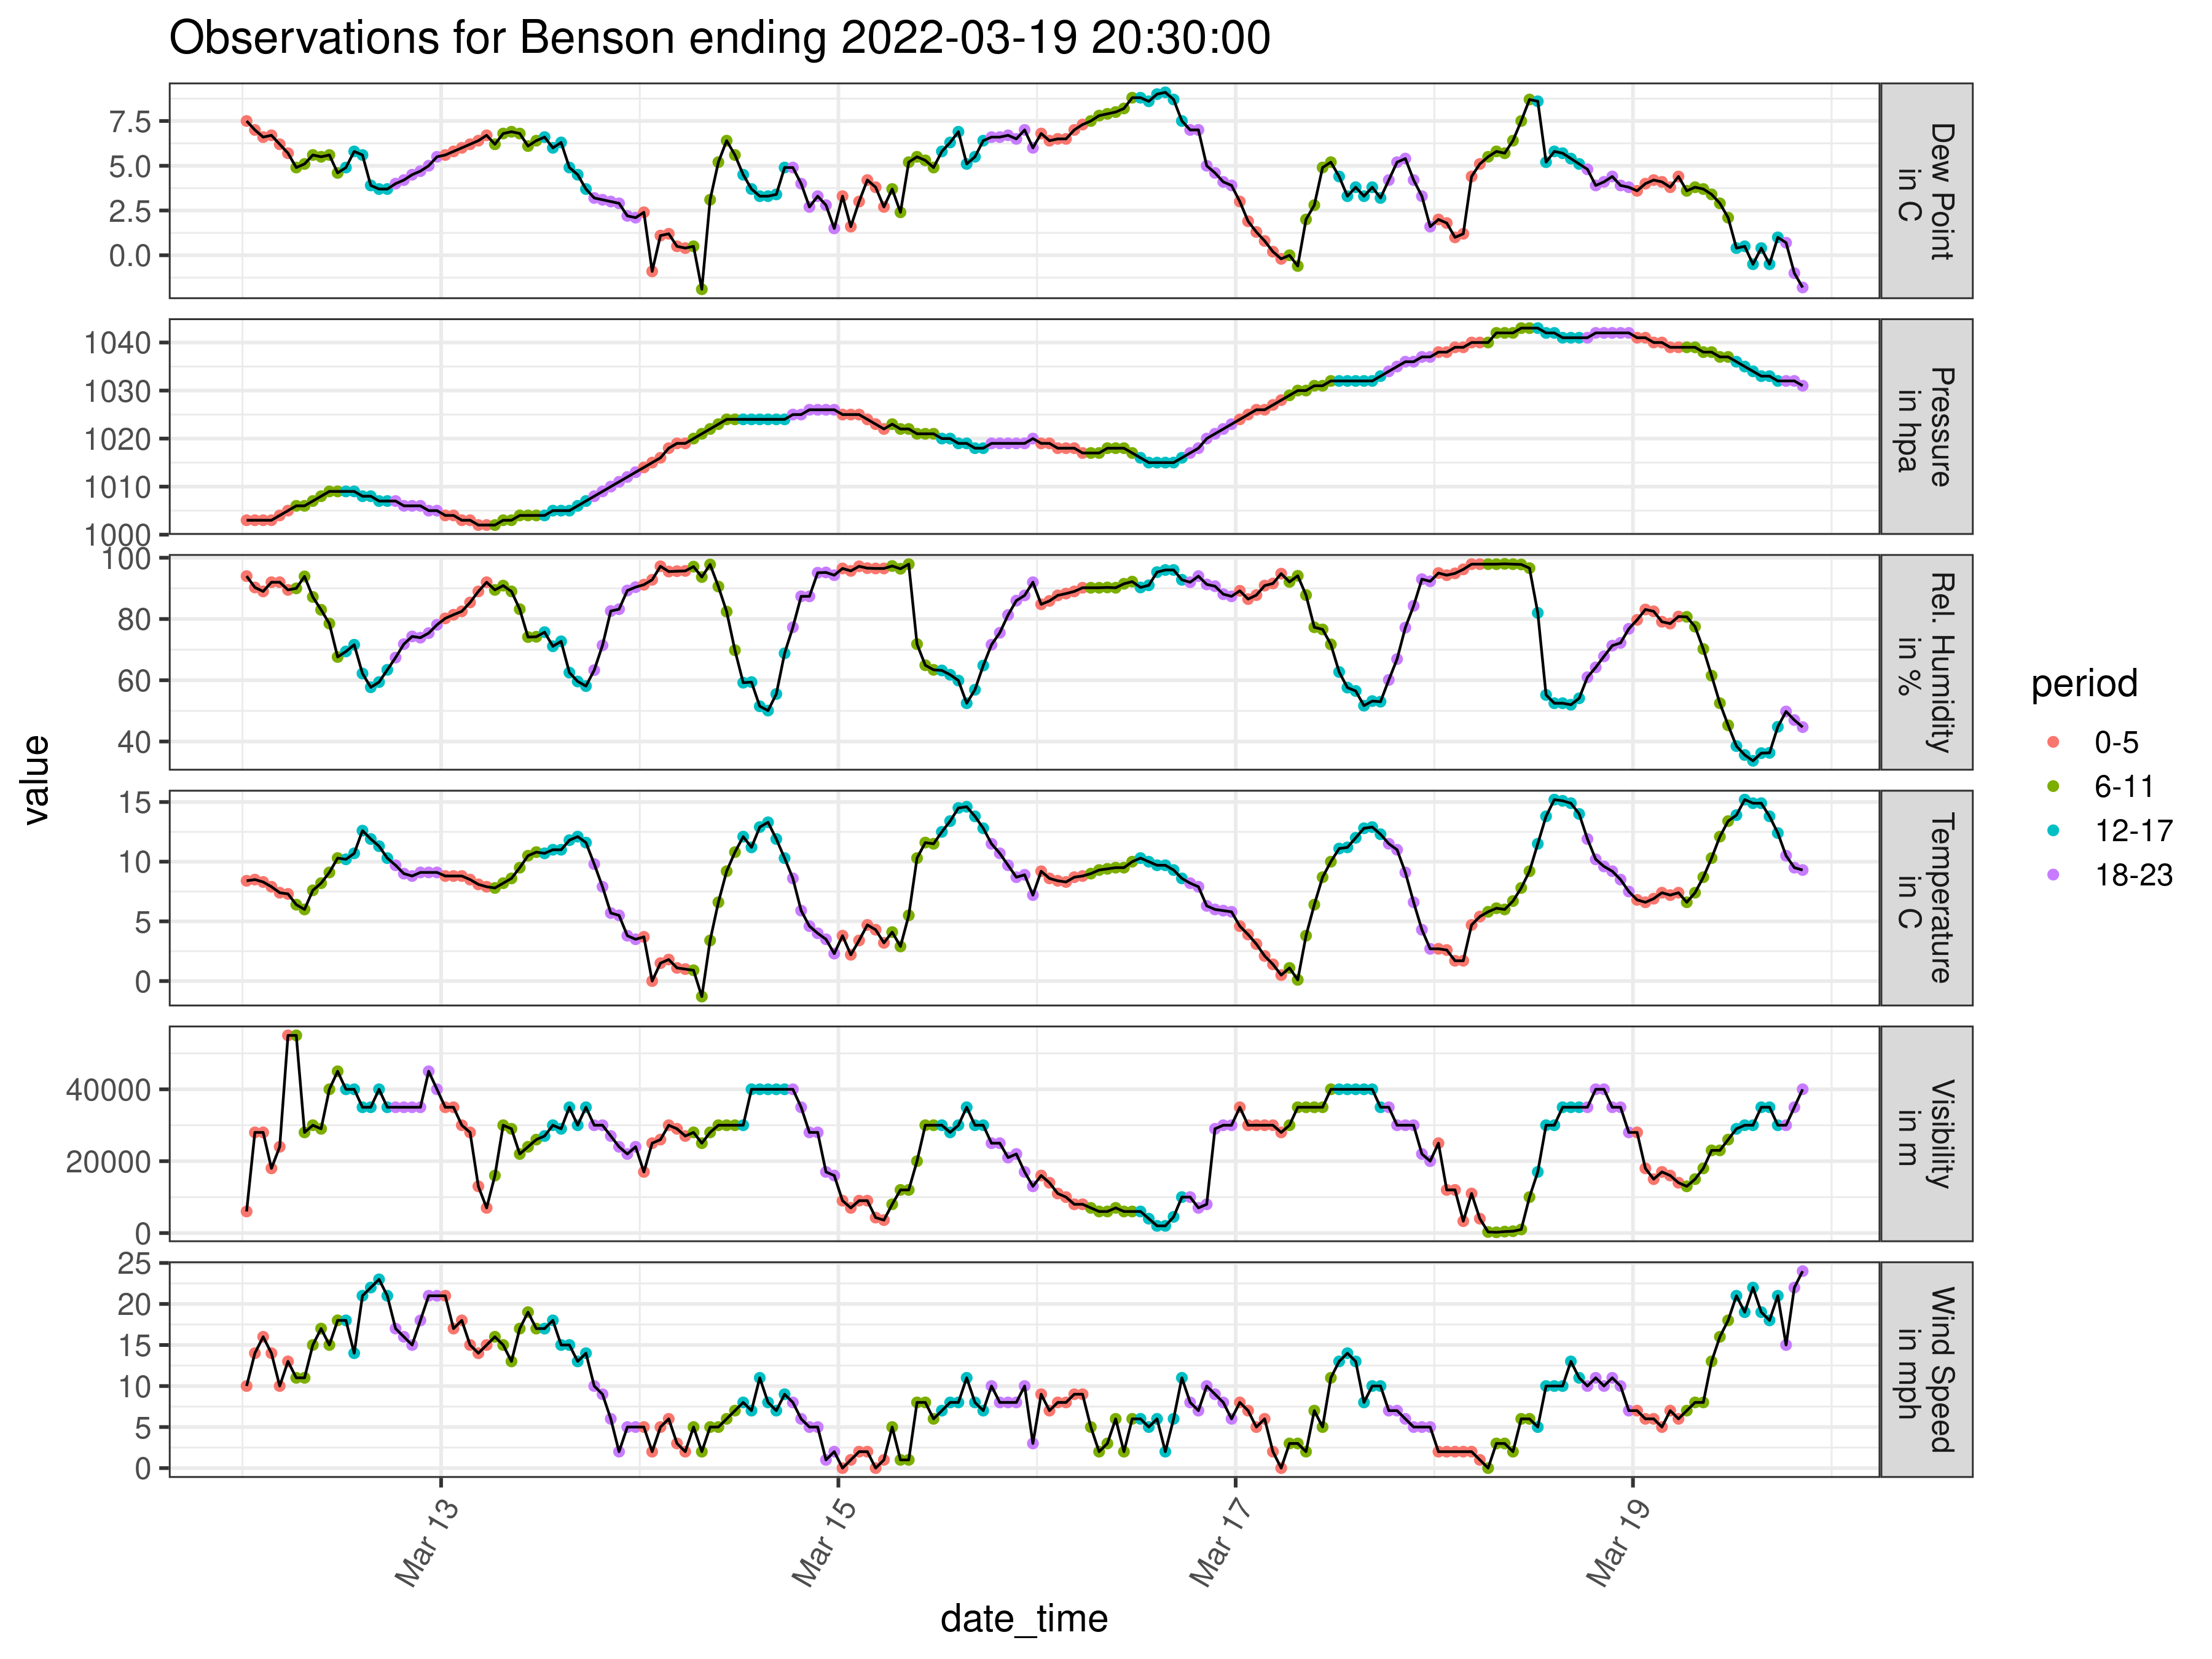 Observations for Benson ending 2022-03-19 20:30:00
value
7.5
5.0
2.5
0.0
Dew Point
in C
1040
1030
1020
1010
1000
Pressure
in hpa
100
80
60
40
Rel. Humidity
in %
15
10
5
0
Temperature
in C
40000
20000
0
Visibility
in m
25
20
15
10
5
0
Wind Speed
in mph
Mar 13
Mar 15
Mar 17
Mar 19
date_time
period
0-5
6-11
12-17
18-23